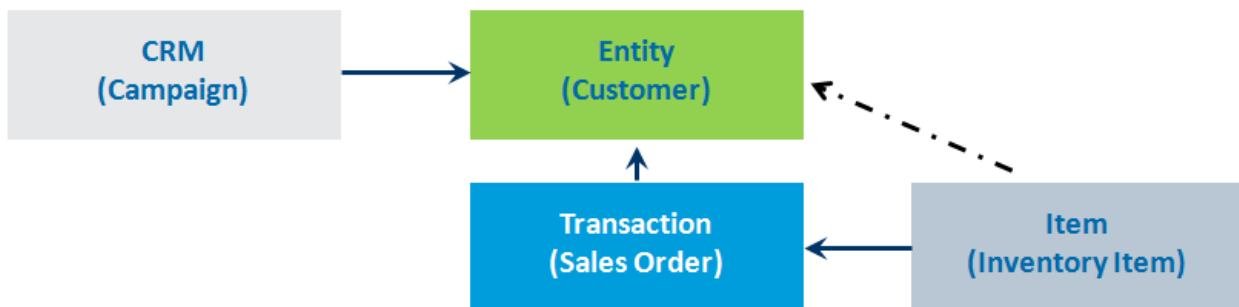 CRM
(Campaign)
Entity
(Customer)
Transaction
(Sales Order)
Item
(Inventory Item)